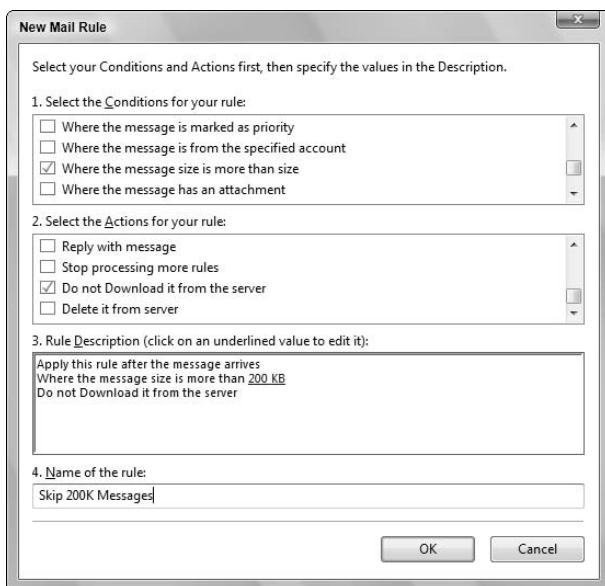 New Mail Rule
Select your Conditions and Actions first, then specify the values in the Description.
1. Select the Conditions for your rule:
Where the message is marked as priority
Where the message is from the specified account
Where the message size is more than size
Where the message has an attachment
2. Select the Actions for your rule:
Reply with message
Stop processing more rules
Do not Download it from the server
Delete it from server
3. Rule Description (click on an underlined value to edit it):
Apply this rule after the message arrives
Where the message size is more than 200 KB
Do not Download it from the server
4. Name of the rule:
Skip 200K Messages
OK
Cancel